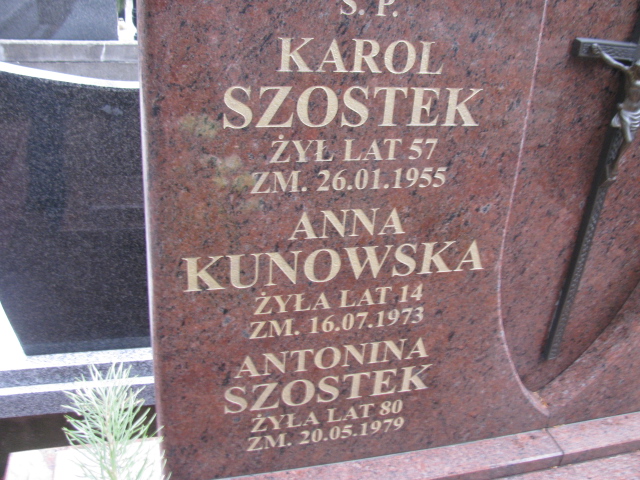 Ś. P.
KAROL
SZOSTEK
ŻYŁ LAT 57
ZM. 26.01.1955
ANNA
KUNOWSKA
ŻYŁA LAT 14
ZM. 16.07.1973
ANTONINA
SZOSTEK
ŻYŁA LAT 80
ZM. 20.05.1979